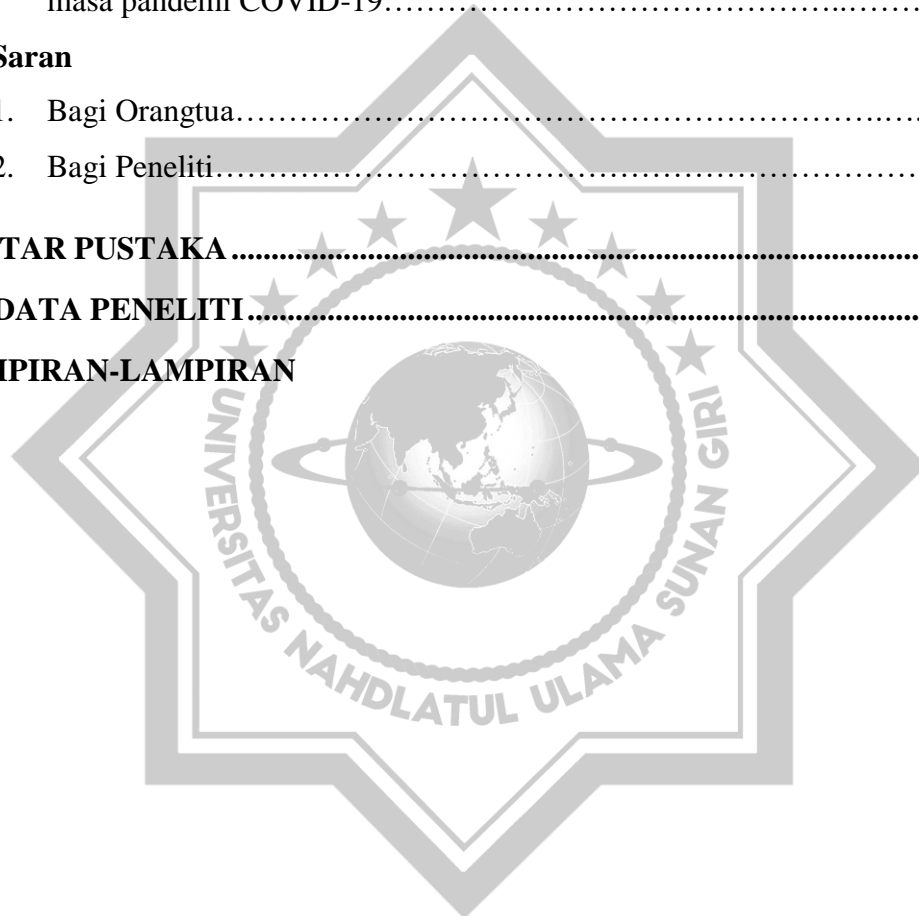 masa pandemi COVID-19……………………………………….……
Saran
1. Bagi Orangtua……………………………………………………….….
2. Bagi Peneliti……………………………………………………………
TAR PUSTAKA ......................................................................................
DATA PENELITI....................................................................................
PIRAN-LAMPIRAN
UNIVERSITAS NAHDLATUL ULAMA SUNAN GIRI